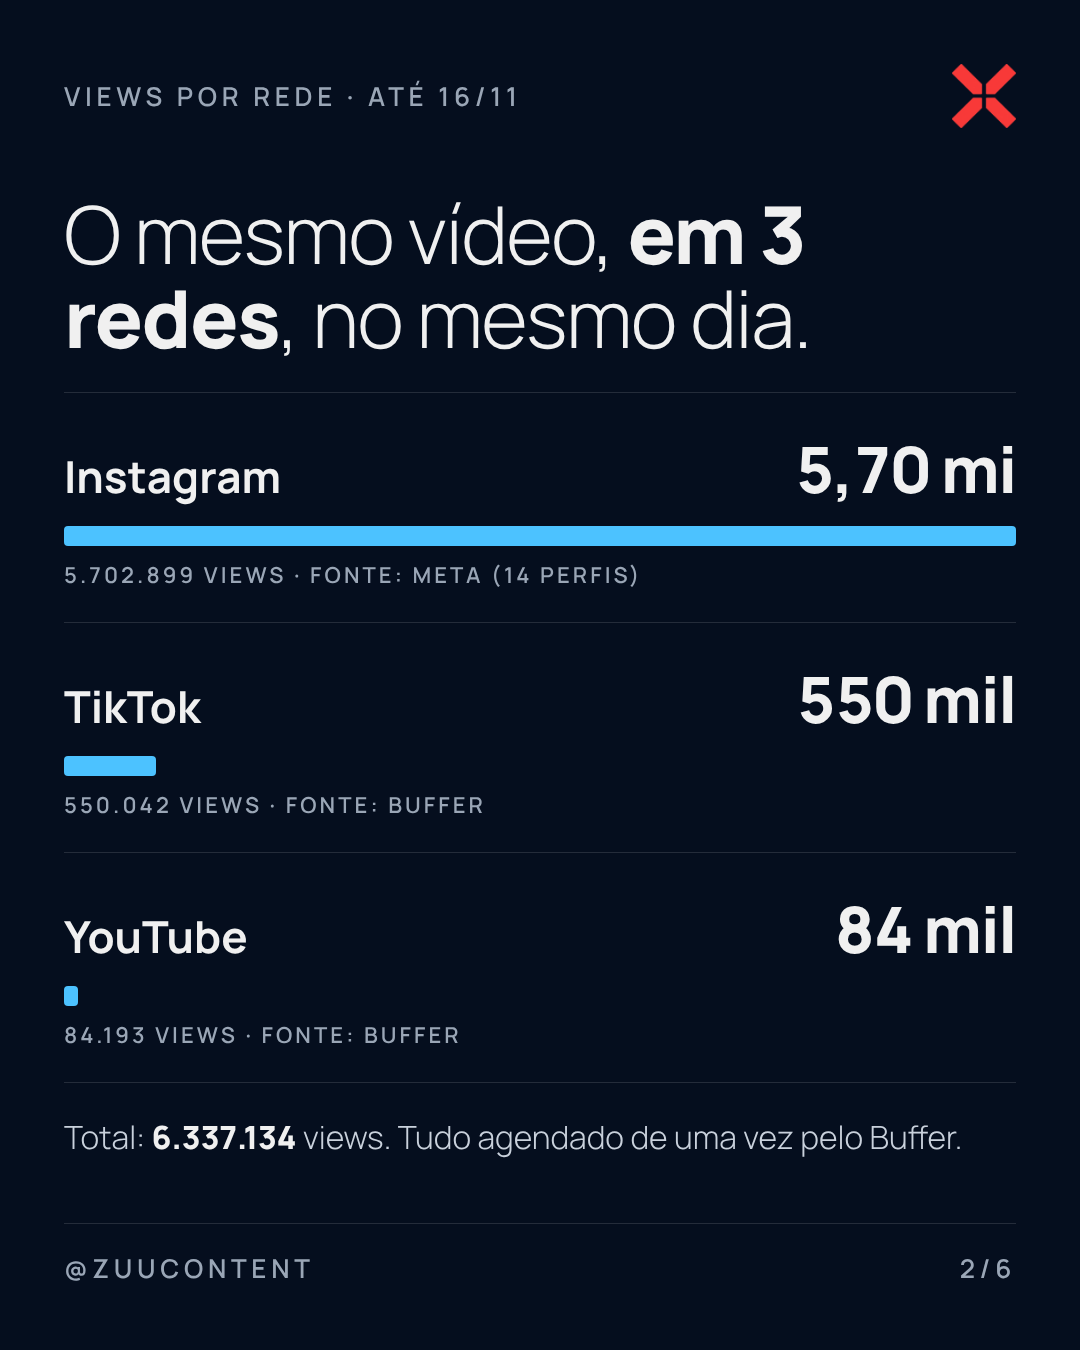 VIEWS POR REDE · ATÉ 16/11
O mesmo vídeo, em 3
redes, no mesmo dia.
Instagram
5,70 mi
5.702.899 VIEWS · FONTE: META (14 PERFIS)
TikTok
550 mil
550.042 VIEWS · FONTE: BUFFER
YouTube
84 mil
84.193 VIEWS · FONTE: BUFFER
Total: 6.337.134 views. Tudo agendado de uma vez pelo Buffer.
@ZUUCONTENT
2/6